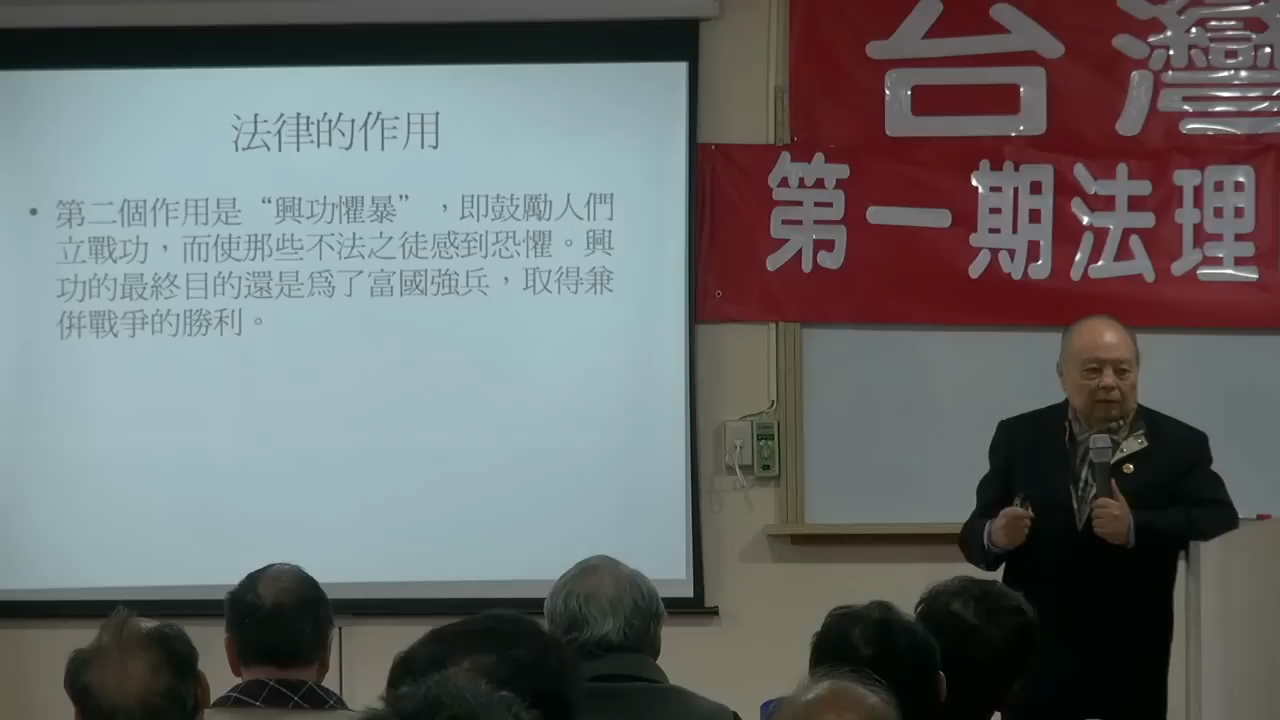 法律的作用
• 第二個作用是“興功懼暴”，即鼓勵人們
立戰功，而使那些不法之徒感到恐懼。興
功的最終目的還是為了富國強兵，取得兼
併戰爭的勝利。
台灣
第一期法理